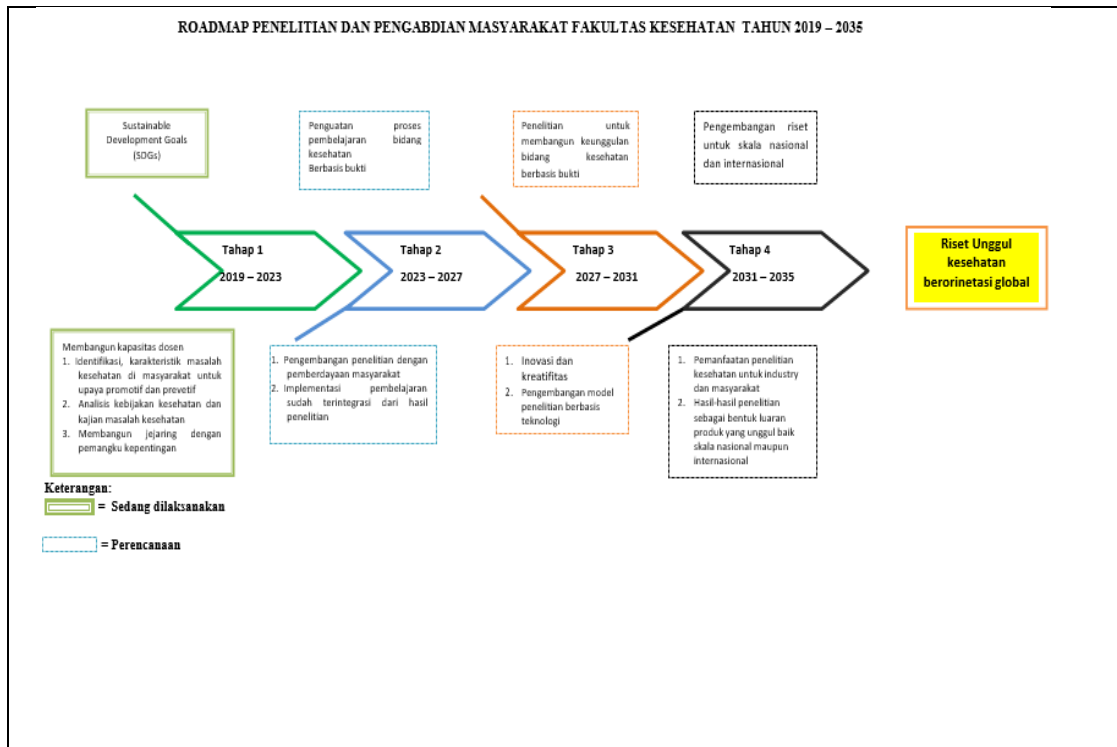 ROADMAP PENELITIAN DAN PENGABDIAN MASYARAKAT FAKULTAS KESEHATAN TAHUN 2019 – 2035
Sustainable
Development Goals
(SDGs)
Penguatan proses
pembelajaran bidang
kesehatan
Berbasis bukti
Penelitian untuk
membangun keunggulan
bidang kesehatan
berbasis bukti
Pengembangan riset
untuk skala nasional
dan internasional
Tahap 1
2019 – 2023
Tahap 2
2023 – 2027
Tahap 3
2027 – 2031
Tahap 4
2031 – 2035
Riset Unggul
kesehatan
berorinetasi global
Membangun kapasitas dosen
1. Identifikasi, karakteristik masalah
kesehatan di masyarakat untuk
upaya promotif dan prevetif
2. Analisis kebijakan kesehatan dan
kajian masalah kesehatan
3. Membangun jejaring dengan
pemangku kepentingan
1. Pengembangan penelitian dengan
pemberdayaan masyarakat
2. Implementasi pembelajaran
sudah terintegrasi dari hasil
penelitian
1. Inovasi dan
kreatifitas
2. Pengembangan model
penelitian berbasis
teknologi
1. Pemanfaatan penelitian
kesehatan untuk industry
dan masyarakat
2. Hasil-hasil penelitian
sebagai bentuk luaran
produk yang unggul baik
skala nasional maupun
internasional
Keterangan:
= Sedang dilaksanakan
= Perencanaan